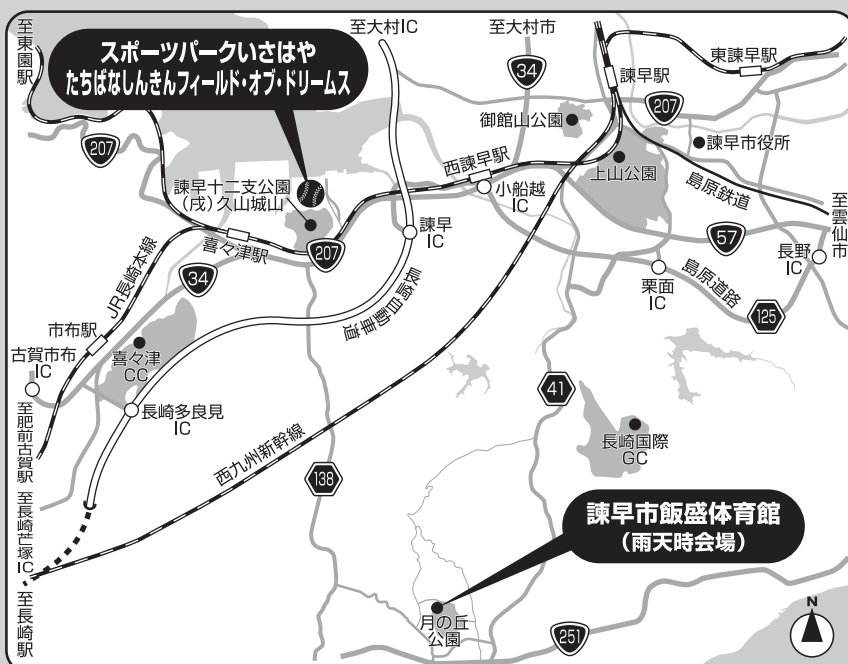 至東園駅
スポーツパークいさはや
たちばなしんきんフィールド・オブ・ドリームス
至大村IC
至大村市
34
諫早駅
東諫早駅
207
御館山公園
207
諫早市役所
西諫早駅
上山公園
諫早十二支公園
(戌)久山城山
小船越
IC
島原鉄道
諫早
IC
至雲仙市
喜々津駅
207
57
長野
IC
34
JR長崎本線
長崎自動車道
栗面
IC
島原道路
125
市布駅
古賀市布
IC
喜々津
CC
41
長崎多良見
IC
至肥前古賀駅
長崎国際
GC
西九州新幹線
138
至長崎芒塚IC
諫早市飯盛体育館
(雨天時会場)
至長崎駅
月の丘
公園
251
N